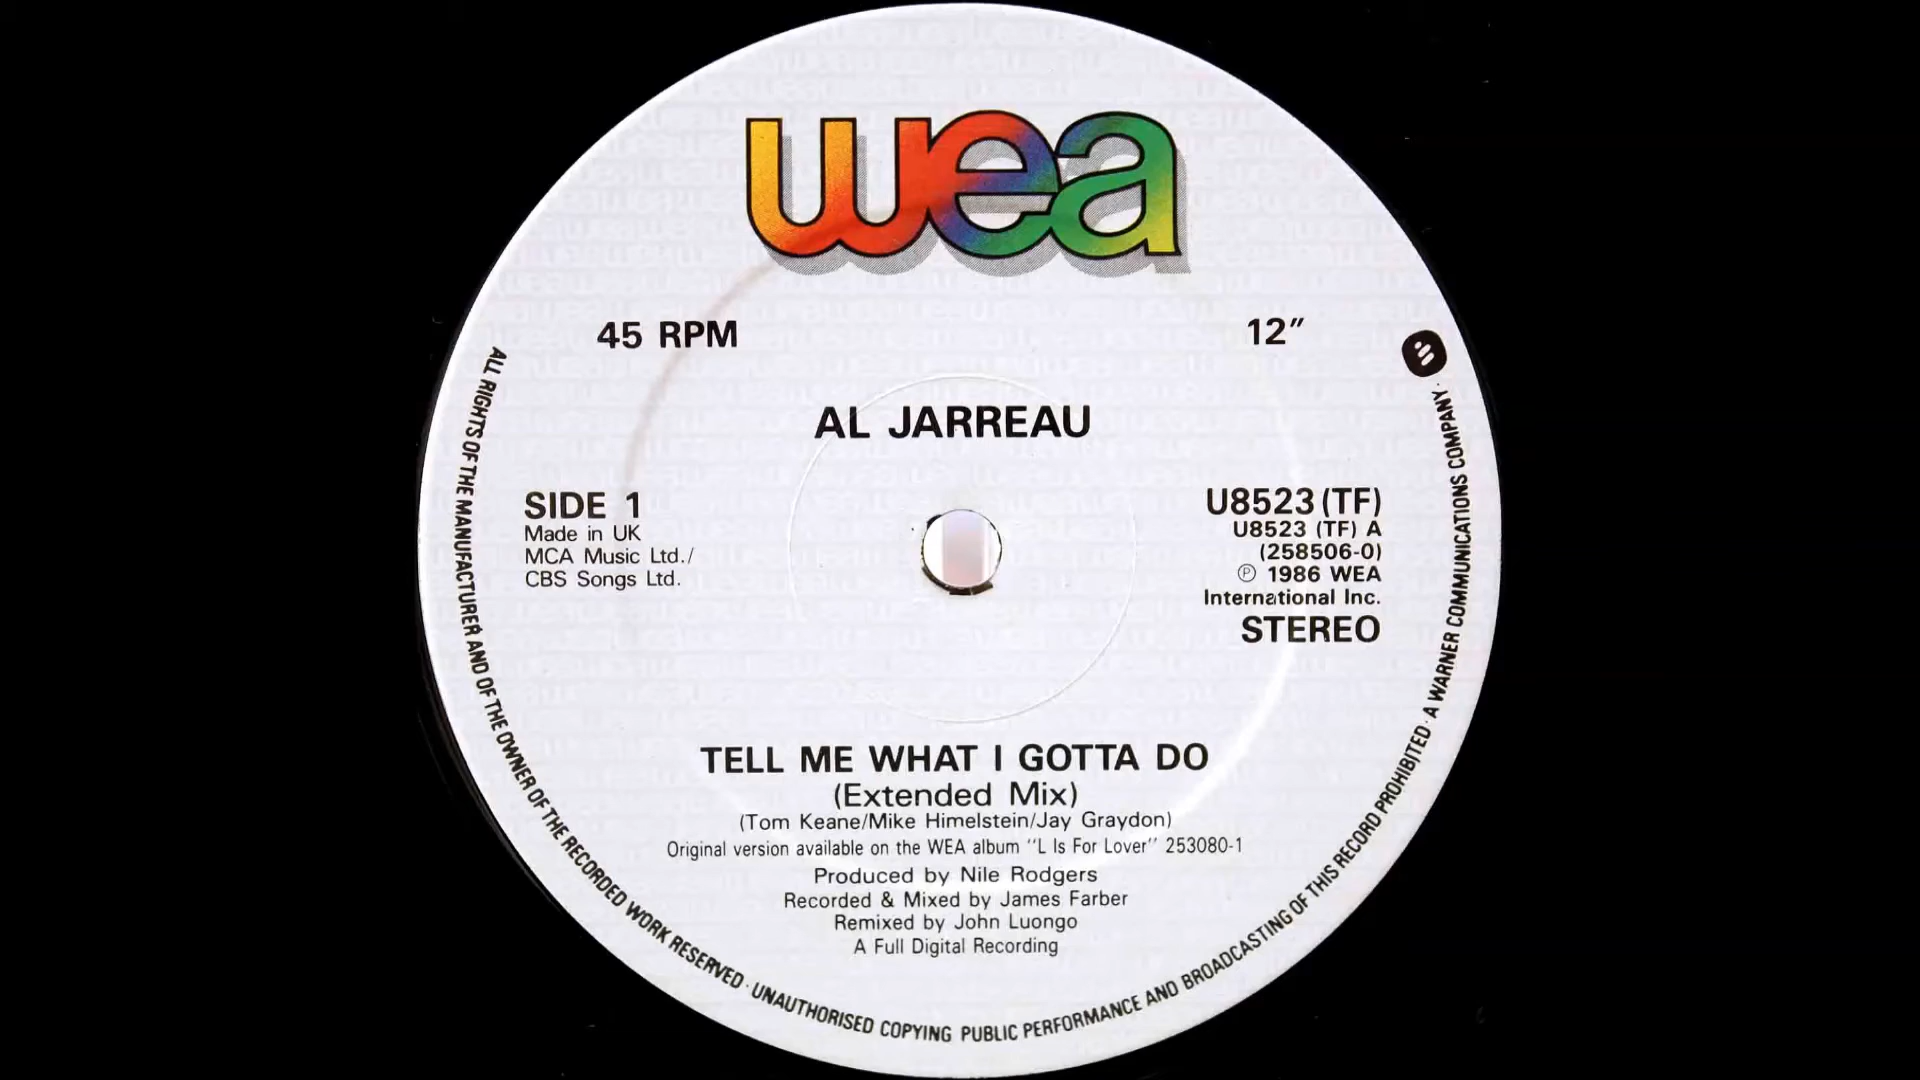 wea
45 RPM
12″
AL JARREAU
SIDE 1
Made in UK
MCA Music Ltd./
CBS Songs Ltd.
U8523 (TF)
U8523 (TF) A
(258506-0)
℗ 1986 WEA
International Inc.
STEREO
TELL ME WHAT I GOTTA DO
(Extended Mix)
(Tom Keane/Mike Himelstein/Jay Graydon)
Original version available on the WEA album "L Is For Lover" 253080-1
Produced by Nile Rodgers
Recorded & Mixed by James Farber
Remixed by John Luongo
A Full Digital Recording
ALL RIGHTS OF THE MANUFACTURER AND OF THE OWNER OF THE RECORDED WORK RESERVED · UNAUTHORISED COPYING PUBLIC PERFORMANCE AND BROADCASTING OF THIS RECORD PROHIBITED · A WARNER COMMUNICATIONS COMPANY ·